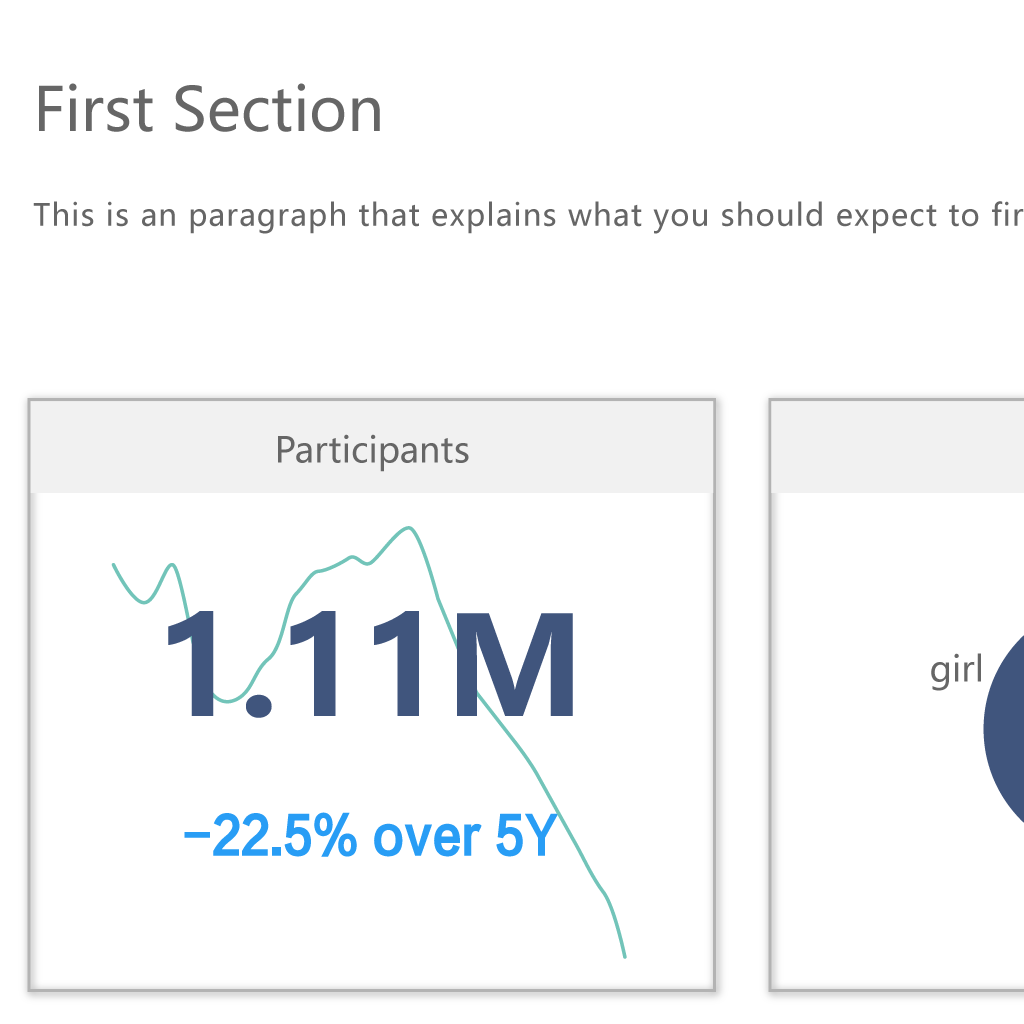 First Section
This is an paragraph that explains what you should expect to
Participants
1.11M
−22.5% over 5Y
girl